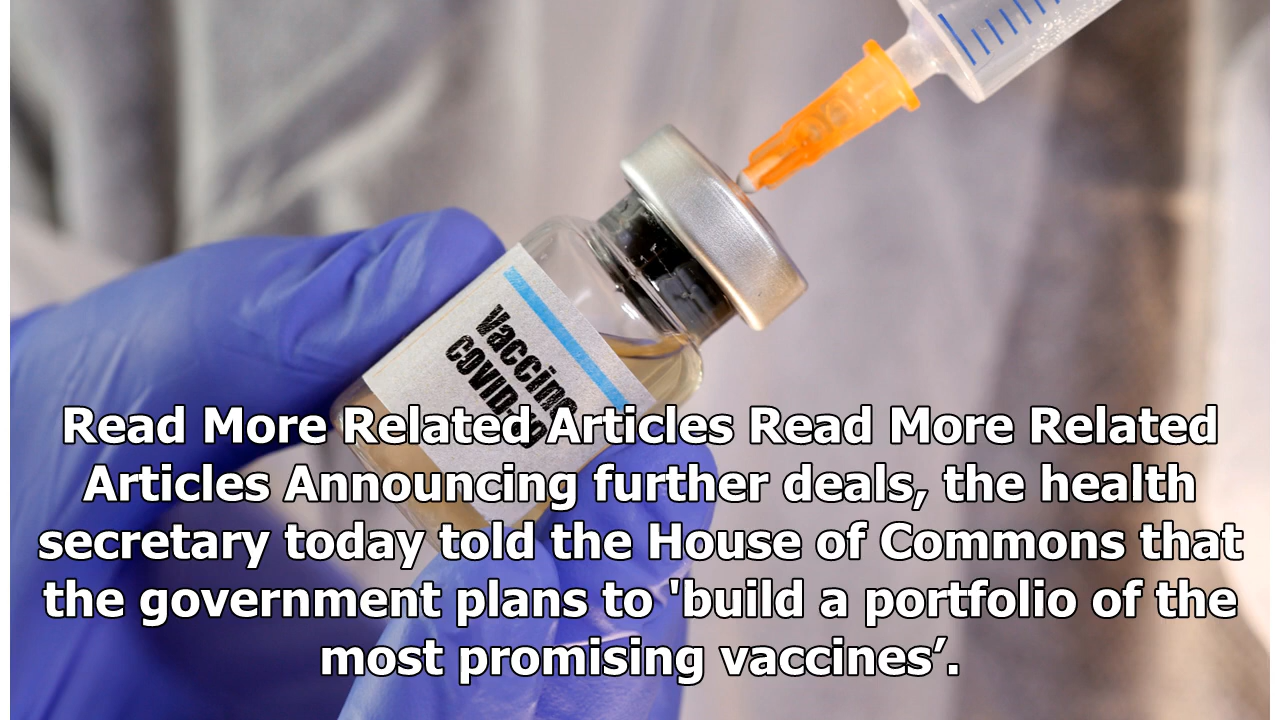 Vaccine
COVID-19
Read More Related Articles Read More Related
Articles Announcing further deals, the health
secretary today told the House of Commons that
the government plans to 'build a portfolio of the
most promising vaccines’.